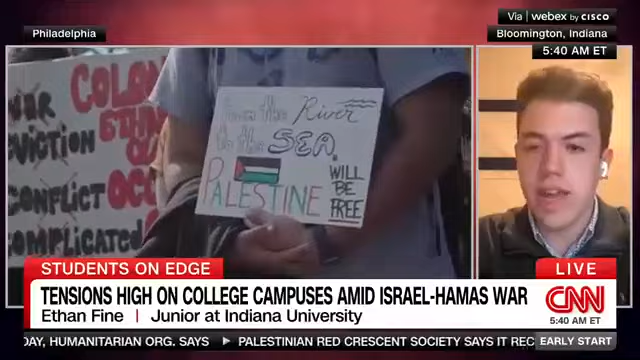 Via | webex by CISCO
Philadelphia
Bloomington, Indiana
5:40 AM ET
WAR
COLON
EVICTION
ETHN
CONFLICT
OCC
COMPLICATED
From the River
to the SEA
PALESTINE
WILL
BE
FREE
STUDENTS ON EDGE
LIVE
TENSIONS HIGH ON COLLEGE CAMPUSES AMID ISRAEL-HAMAS WAR
Ethan Fine | Junior at Indiana University
CNN
5:40 AM ET
DAY, HUMANITARIAN ORG. SAYS ▸ PALESTINIAN RED CRESCENT SOCIETY SAYS IT REC
EARLY START